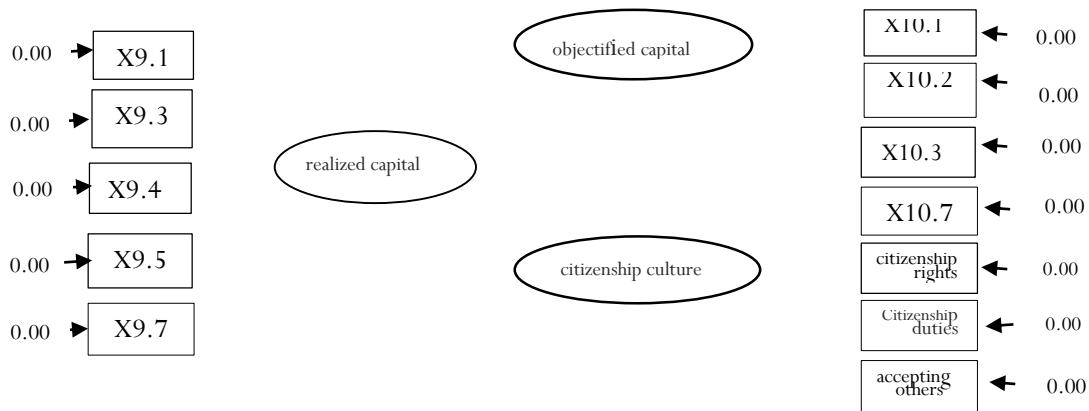 0.00 X9.1
0.00 X9.3
0.00 X9.4
0.00 X9.5
0.00 X9.7
realized capital
objectified capital
citizenship culture
X10.1 0.00
X10.2 0.00
X10.3 0.00
X10.7 0.00
citizenship
rights 0.00
Citizenship
duties 0.00
accepting
others 0.00